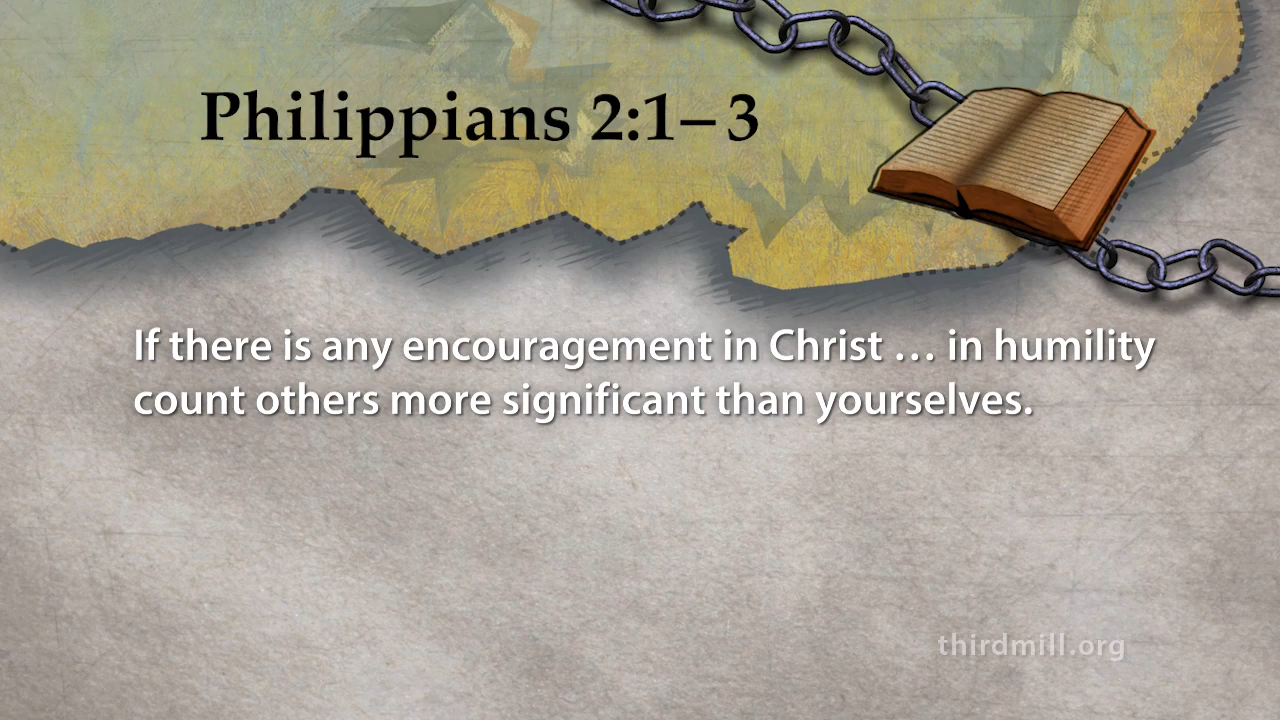 Philippians 2:1–3
If there is any encouragement in Christ … in humility
count others more significant than yourselves.
thirdmill.org